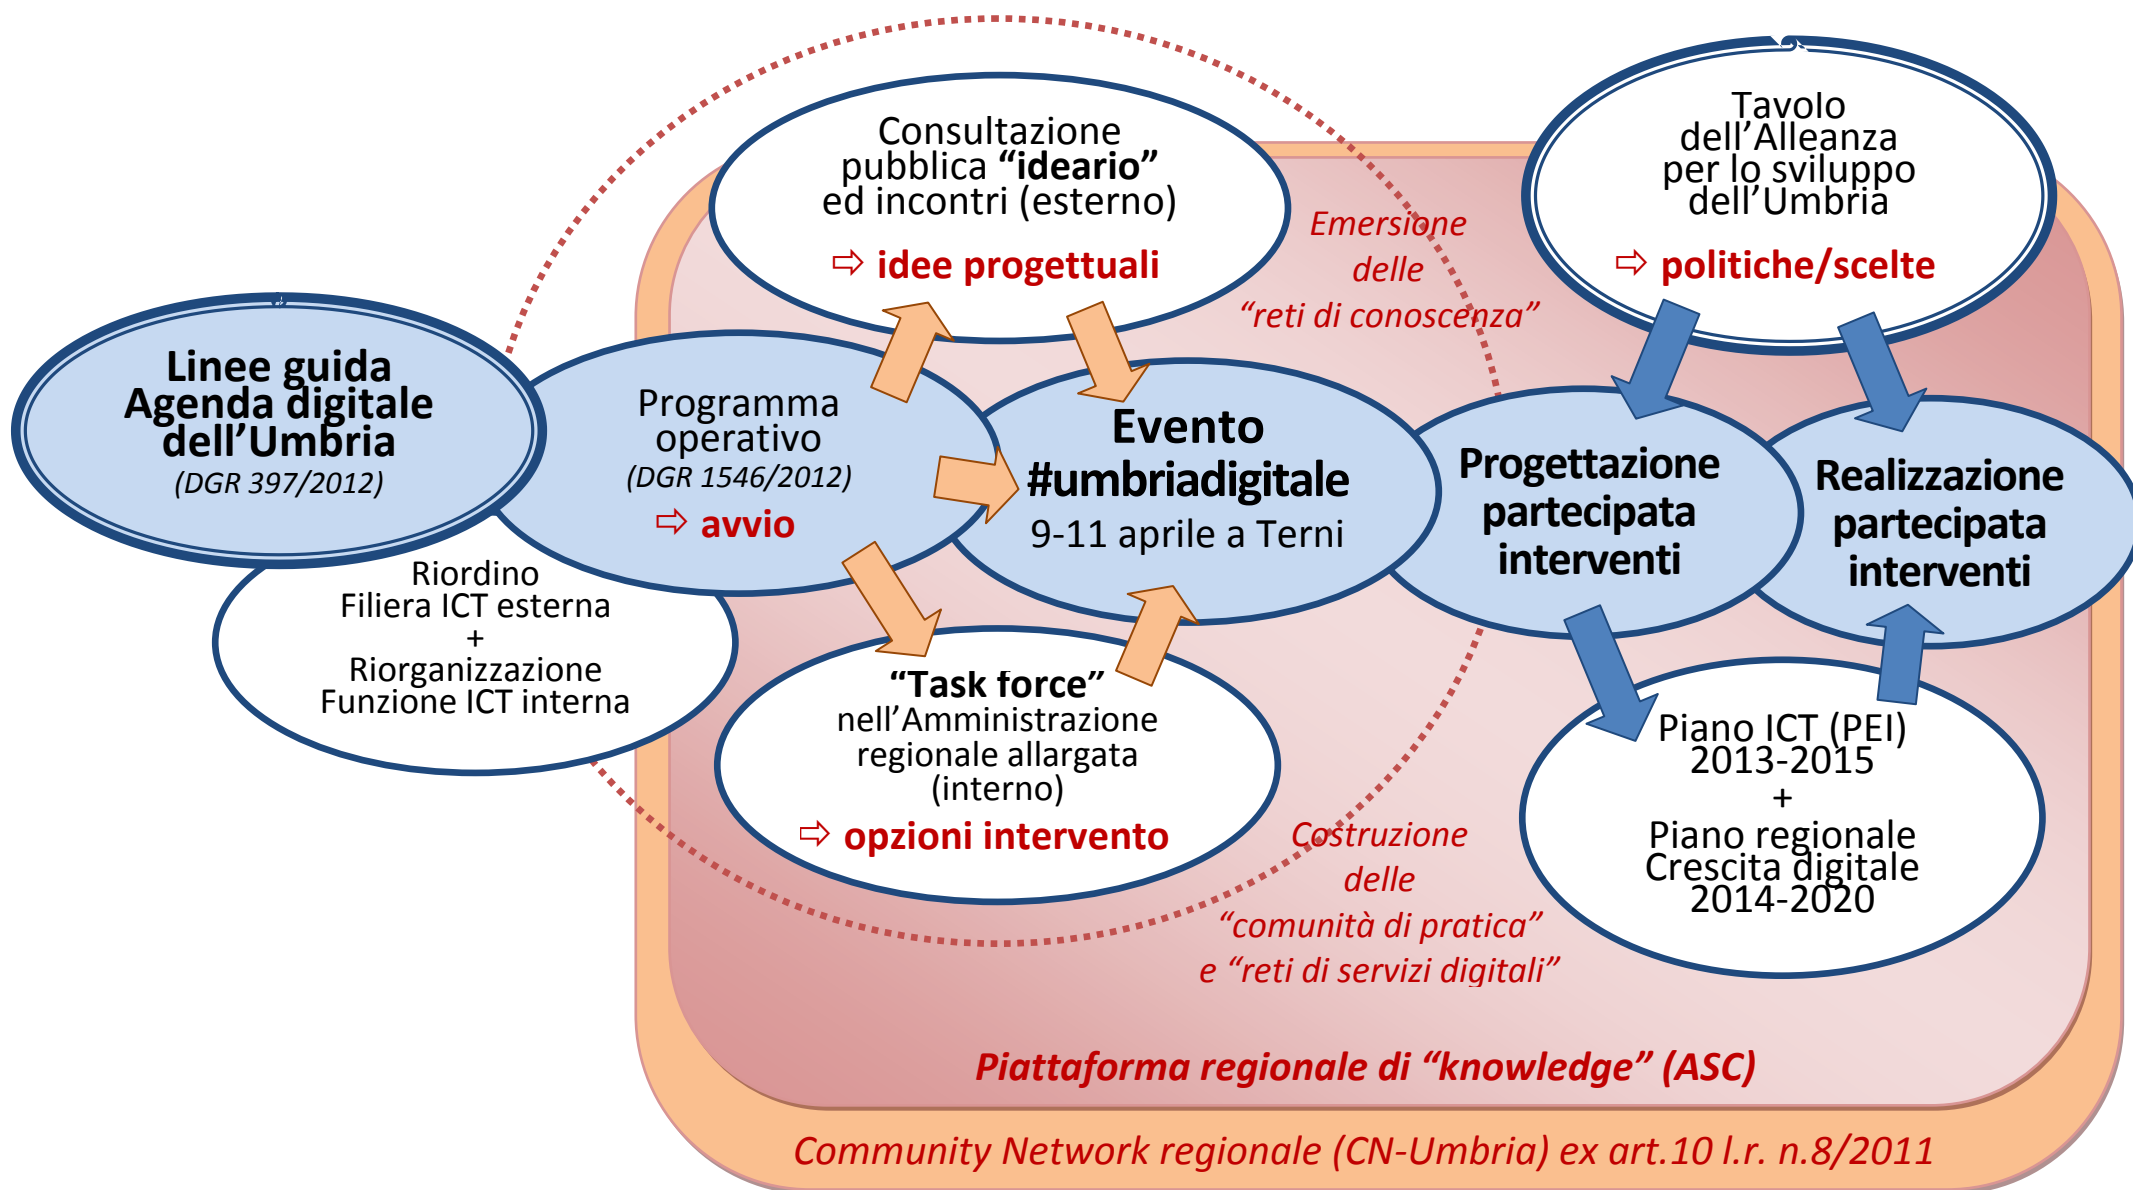 Linee guida
Agenda digitale
dell’Umbria
(DGR 397/2012)
Riordino
Filiera ICT esterna
+
Riorganizzazione
Funzione ICT interna
Programma
operativo
(DGR 1546/2012)
⇨ avvio
Consultazione
pubblica “ideario”
ed incontri (esterno)
⇨ idee progettuali
Evento
#umbriadigitale
9-11 aprile a Terni
“Task force”
nell’Amministrazione
regionale allargata
(interno)
⇨ opzioni intervento
Emersione
delle
“reti di conoscenza”
Costruzione
delle
“comunità di pratica”
e “reti di servizi digitali”
Tavolo
dell’Alleanza
per lo sviluppo
dell’Umbria
⇨ politiche/scelte
Progettazione
partecipata
interventi
Realizzazione
partecipata
interventi
Piano ICT (PEI)
2013-2015
+
Piano regionale
Crescita digitale
2014-2020
Piattaforma regionale di “knowledge” (ASC)
Community Network regionale (CN-Umbria) ex art.10 l.r. n.8/2011